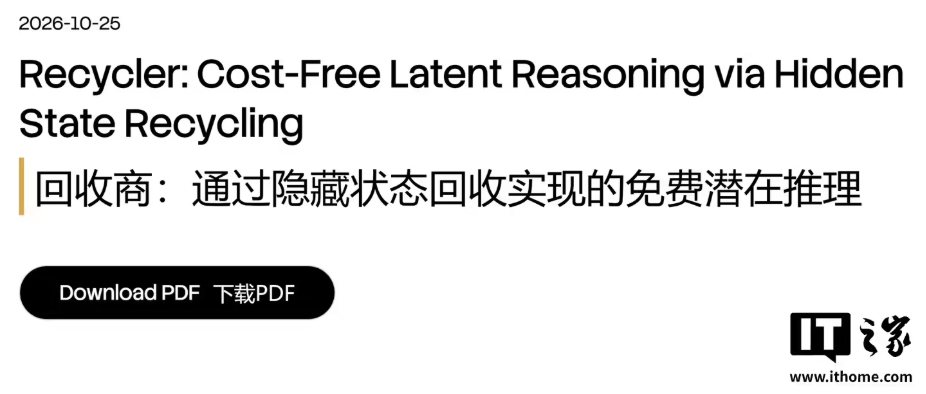 2026-10-25
Recycler: Cost-Free Latent Reasoning via Hidden
State Recycling
回收商：通过隐藏状态回收实现的免费潜在推理
Download PDF 下载PDF
IT之家
www.ithome.com